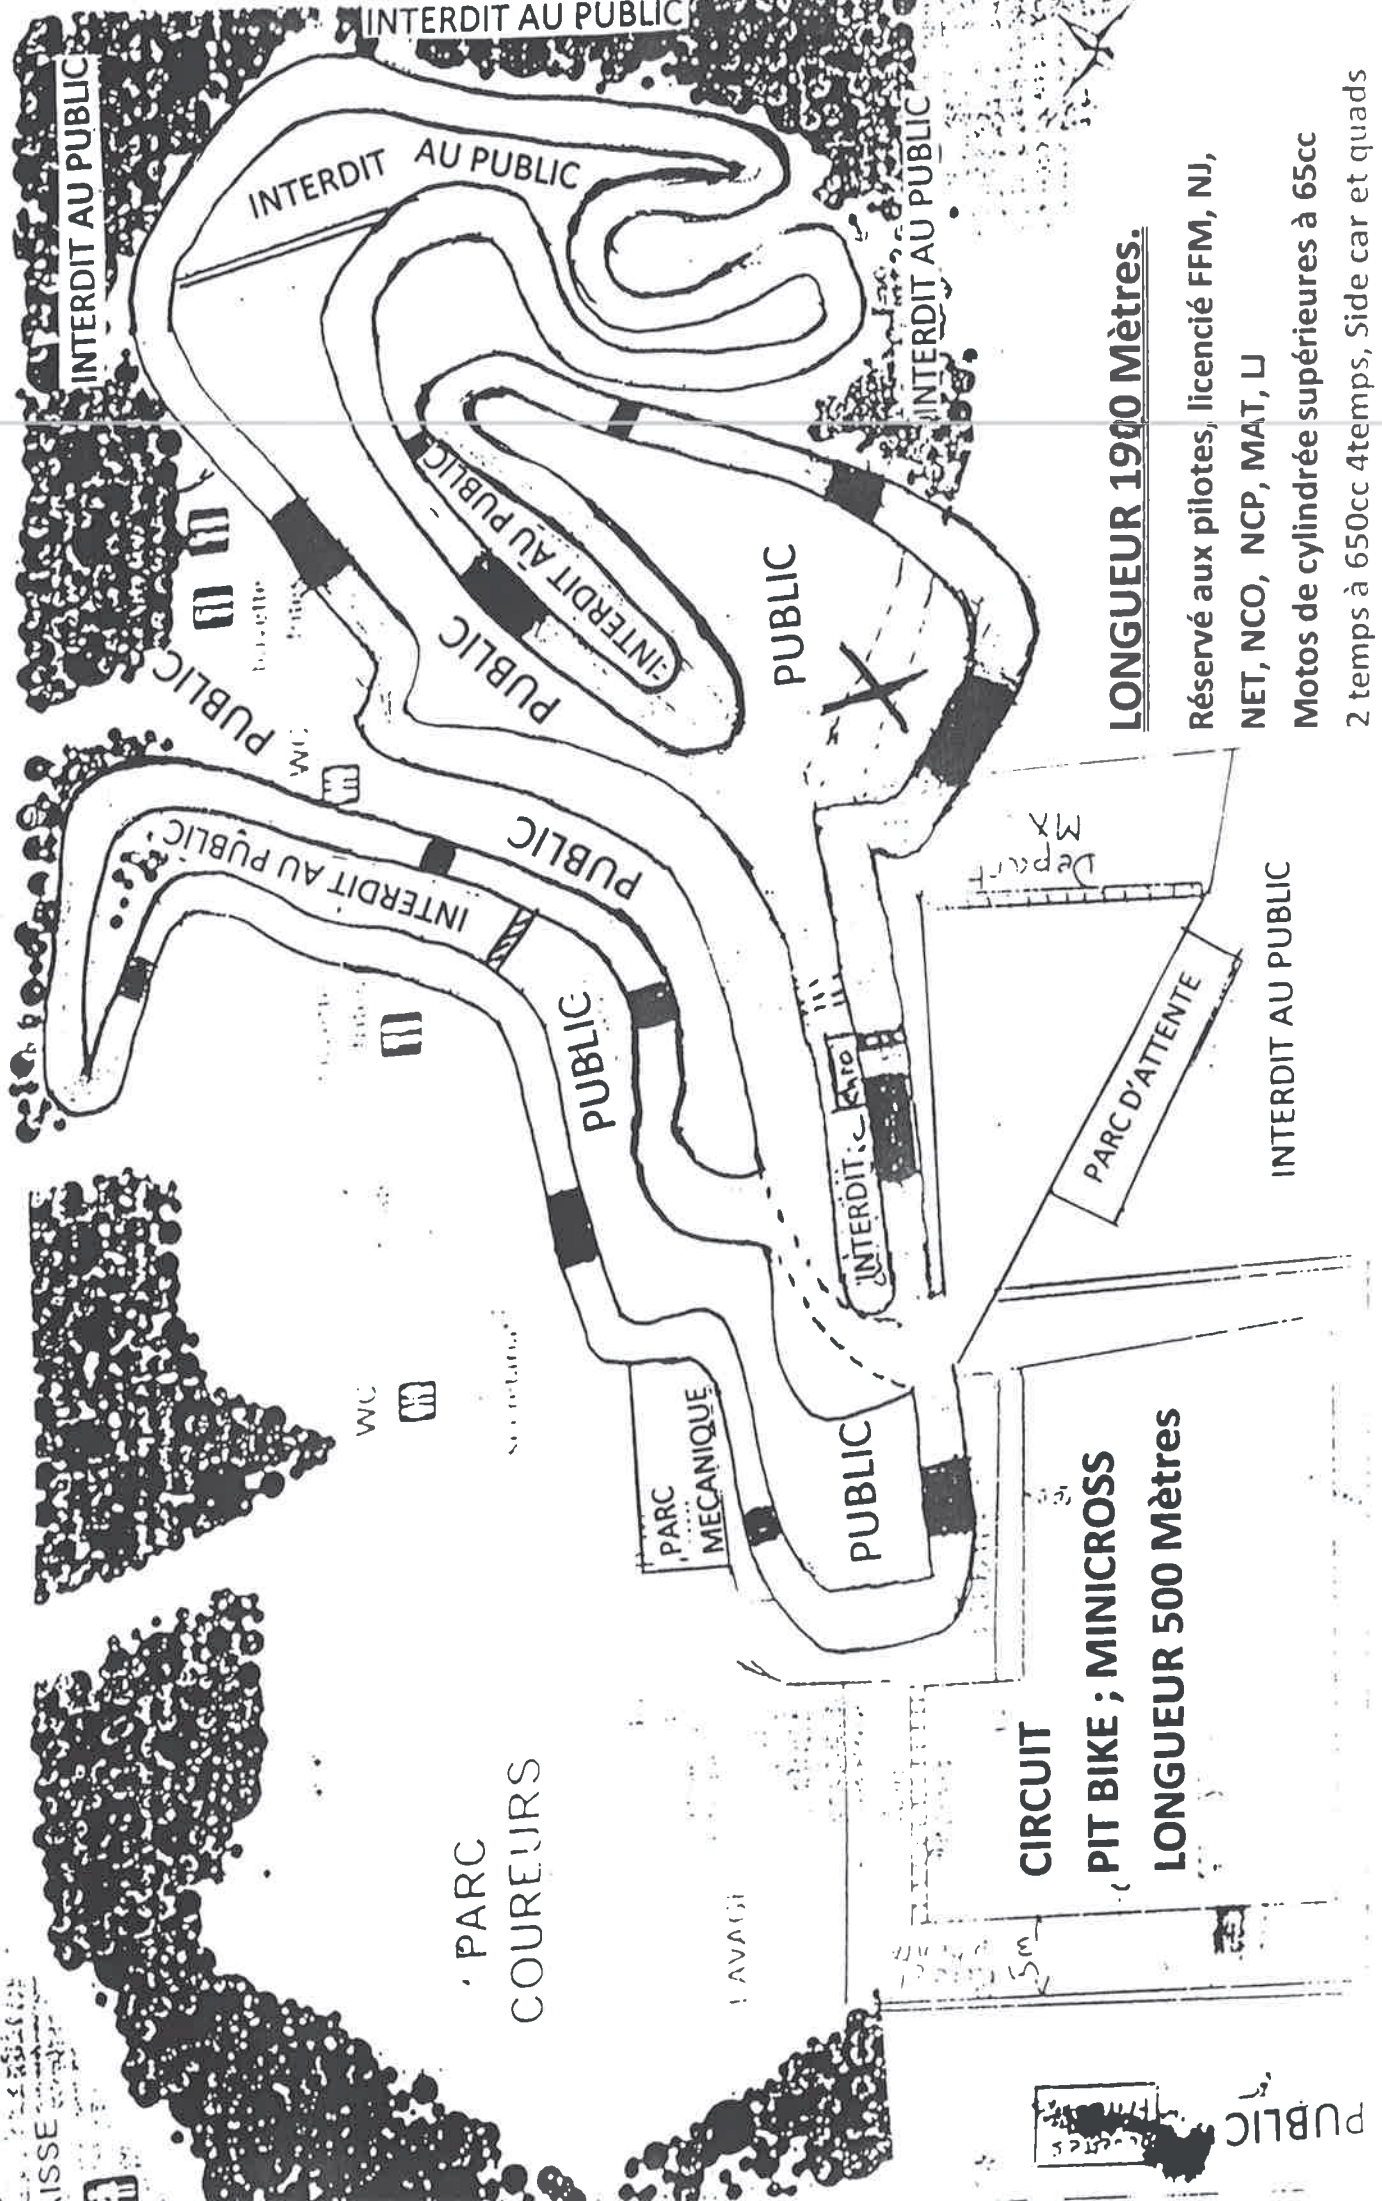 INTERDIT AU PUBLIC
INTERDIT AU PUBLIC
INTERDIT AU PUBLIC
INTERDIT AU PUBLIC
PUBLIC
WC
INTERDIT AU PUBLIC
PUBLIC
PUBLIC
INTERDIT AU PUBLIC
PUBLIC
PUBLIC
INTERDIT
chro
Depart
MX
PARC D'ATTENTE
INTERDIT AU PUBLIC
WC
PARC
MECANIQUE
PUBLIC
PARC
COUREURS
LAVAGE
5m
PUBLIC
LONGUEUR 1900 Mètres.
Réservé aux pilotes, licencié FFM, NJ,
NET, NCO, NCP, MAT, LJ
Motos de cylindrée supérieures à 65cc
2 temps à 650cc 4temps, Side car et quads
CIRCUIT
PIT BIKE ; MINICROSS
LONGUEUR 500 Mètres